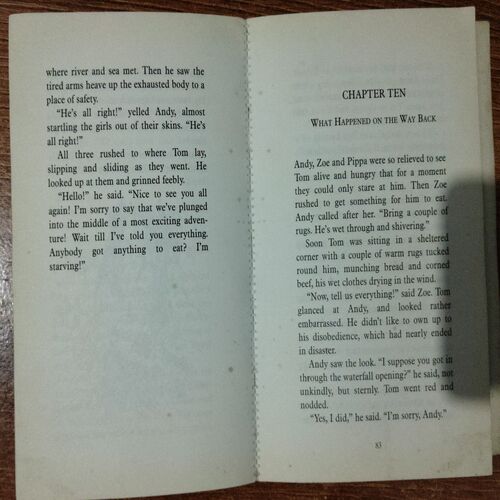 where river and sea met. Then he saw the
tired arms heave up the exhausted body to a
place of safety.
“He's all right!” yelled Andy, almost
startling the girls out of their skins. “He's
all right!”
All three rushed to where Tom lay,
slipping and sliding as they went. He
looked up at them and grinned feebly.
“Hello!” he said. “Nice to see you all
again! I'm sorry to say that we've plunged
into the middle of a most exciting adven-
ture! Wait till I've told you everything.
Anybody got anything to eat? I'm
starving!”
CHAPTER TEN
WHAT HAPPENED ON THE WAY BACK
Andy, Zoe and Pippa were so relieved to see
Tom alive and hungry that for a moment
they could only stare at him. Then Zoe
rushed to get something for him to eat.
Andy called after her. “Bring a couple of
rugs. He's wet through and shivering.”
Soon Tom was sitting in a sheltered
corner with a couple of warm rugs tucked
round him, munching bread and corned
beef, his wet clothes drying in the wind.
“Now, tell us everything!” said Zoe. Tom
glanced at Andy, and looked rather
embarrassed. He didn't like to own up to
his disobedience, which had nearly ended
in disaster.
Andy saw the look. “I suppose you got in
through the waterfall opening?” he said, not
unkindly, but sternly. Tom went red and
nodded.
“Yes, I did,” he said. “I'm sorry, Andy.”
83